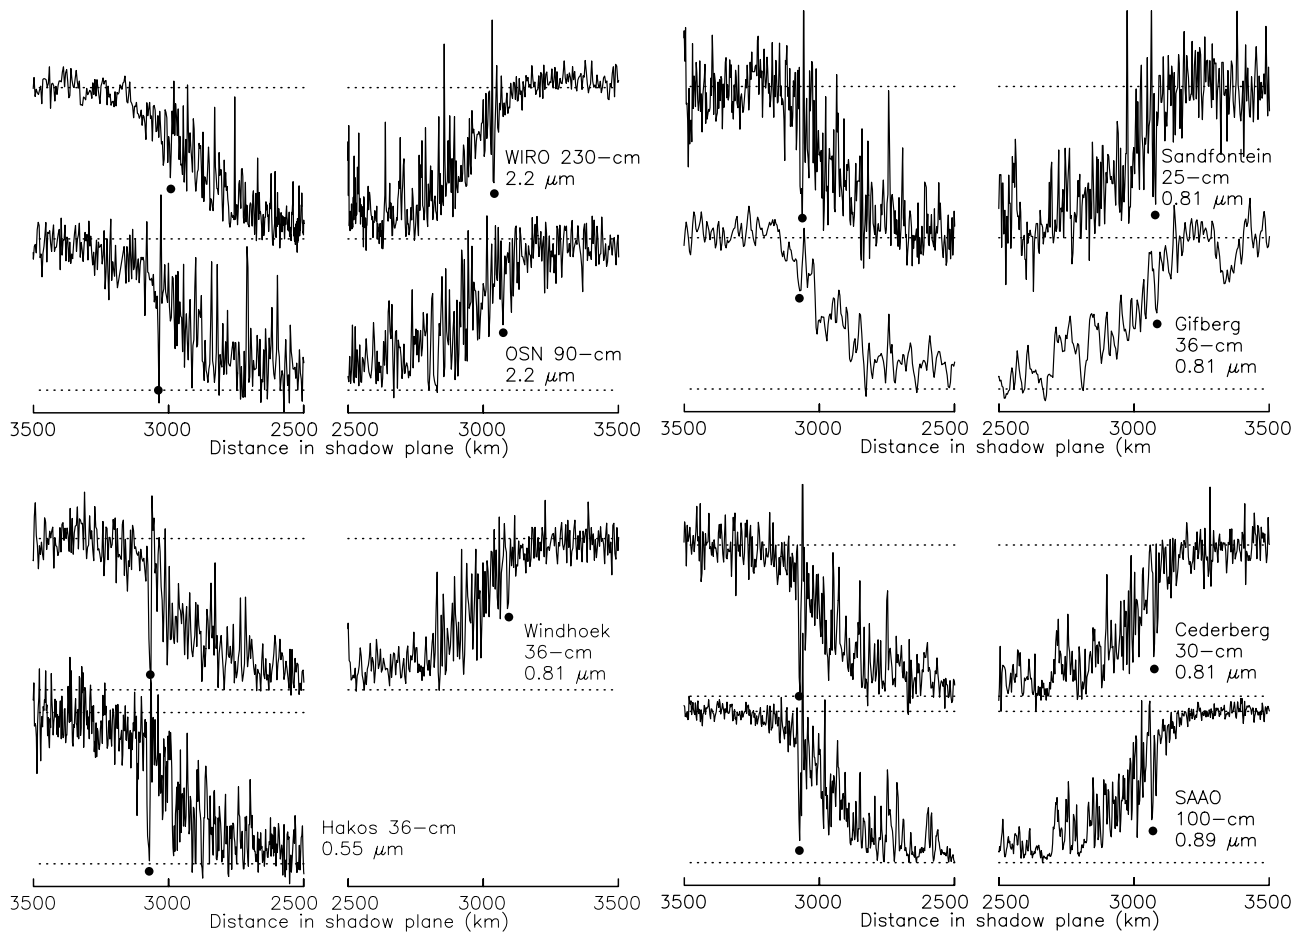 WIRO 230-cm
2.2 μm
OSN 90-cm
2.2 μm
3500 3000 2500 2500 3000 3500
Distance in shadow plane (km)
Sandfontein
25-cm
0.81 μm
Gifberg
36-cm
0.81 μm
3500 3000 2500 2500 3000 3500
Distance in shadow plane (km
Windhoek
36-cm
0.81 μm
Hakos 36-cm
0.55 μm
3500 3000 2500 2500 3000 3500
Distance in shadow plane (km)
Cederberg
30-cm
0.81 μm
SAAO
100-cm
0.89 μm
3500 3000 2500 2500 3000 3500
Distance in shadow plane (km)